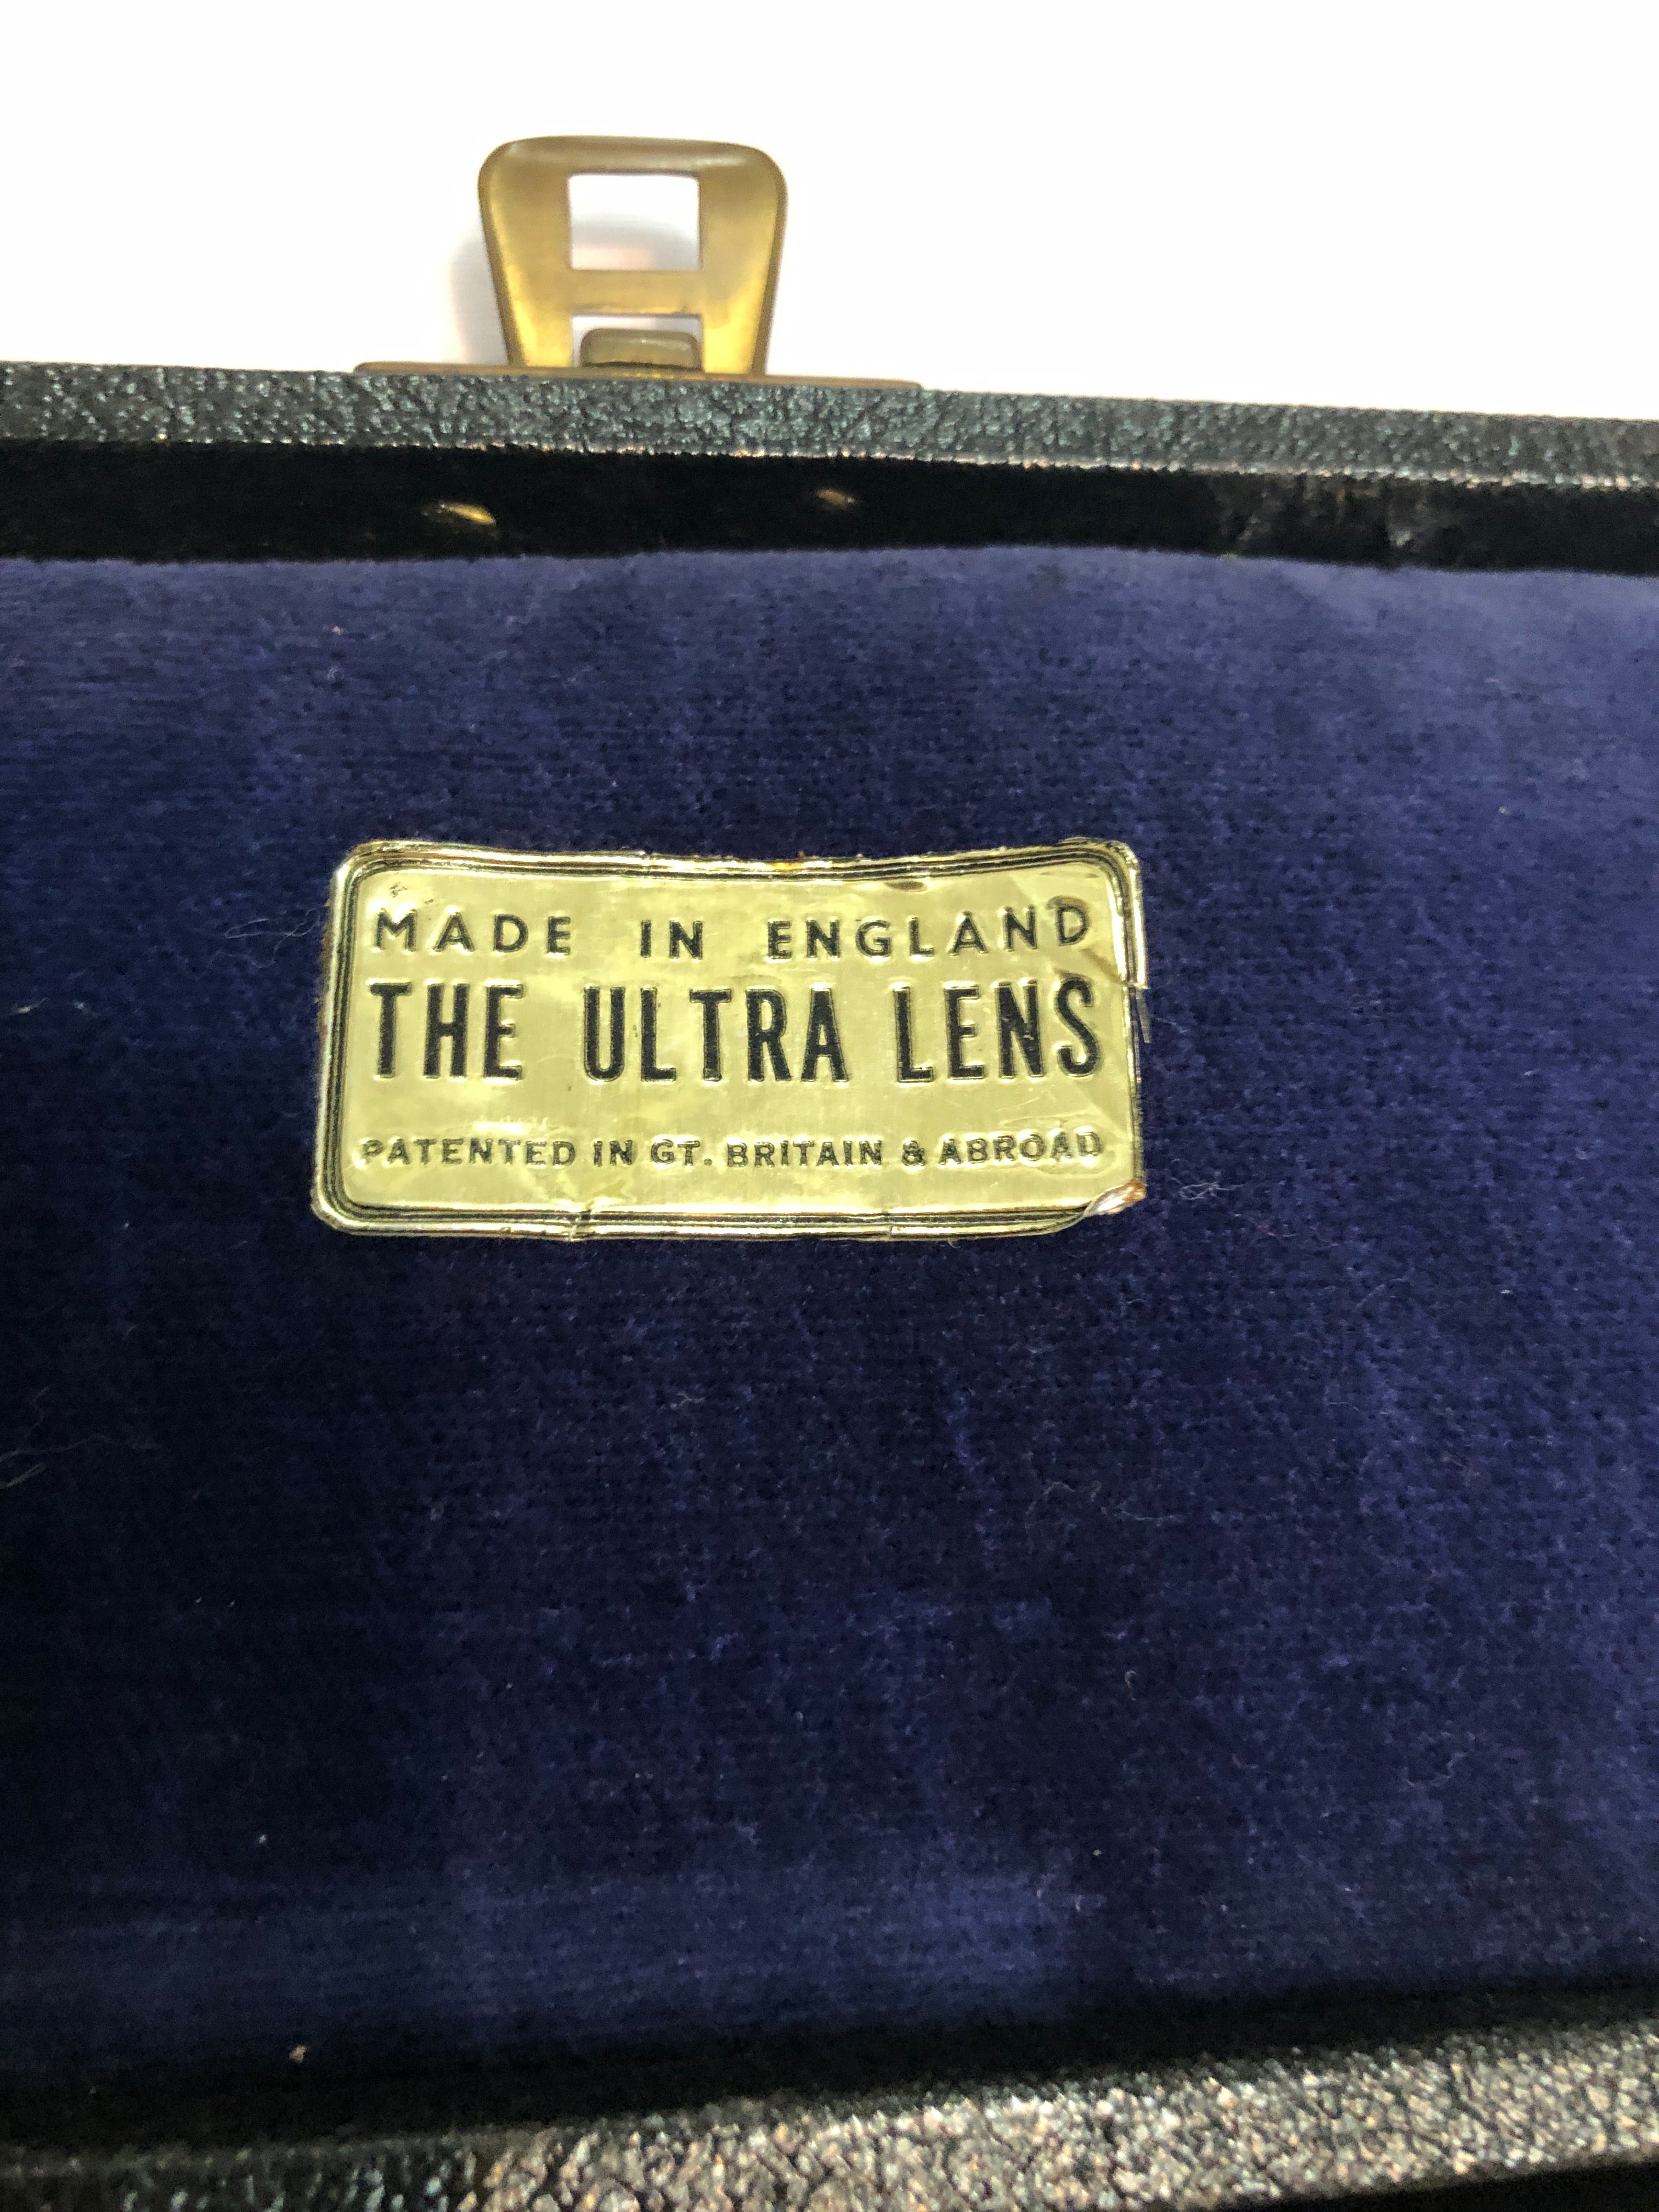 MADE IN ENGLAND
THE ULTRA LENS
PATENTED IN GT. BRITAIN & ABROAD